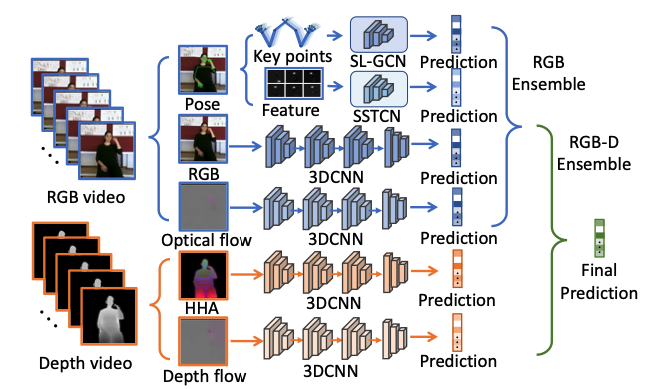 Key points
SL-GCN
Prediction
RGB
Ensemble
Pose
Feature
SSTCN
Prediction
RGB
3DCNN
Prediction
RGB video
Optical flow
3DCNN
Prediction
RGB-D
Ensemble
HHA
3DCNN
Prediction
Final
Prediction
Depth video
Depth flow
3DCNN
Prediction